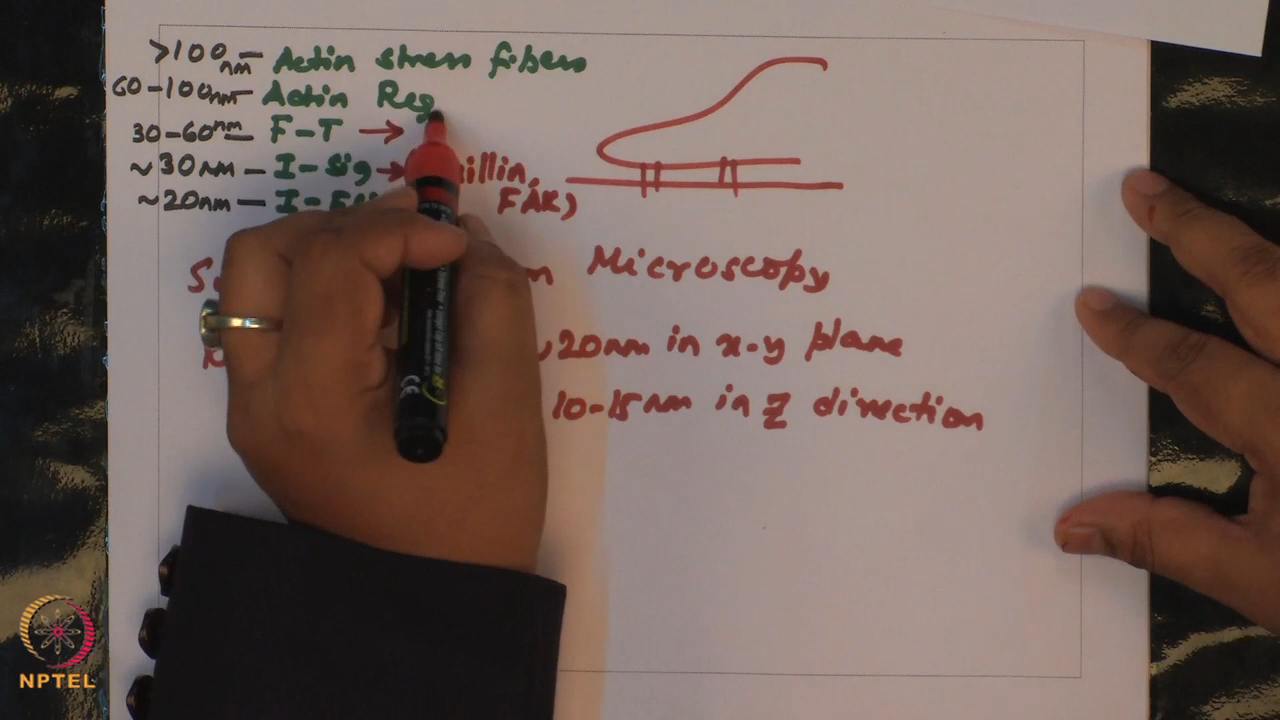 >100nm — Actin stress fibers
60-100nm — Actin Reg
30-60nm — F-T →
~30nm — I-Sig → illin,
~20nm — I- FAK)
Microscopy
20nm in x-y plane
10-15nm in Z direction
NPTEL